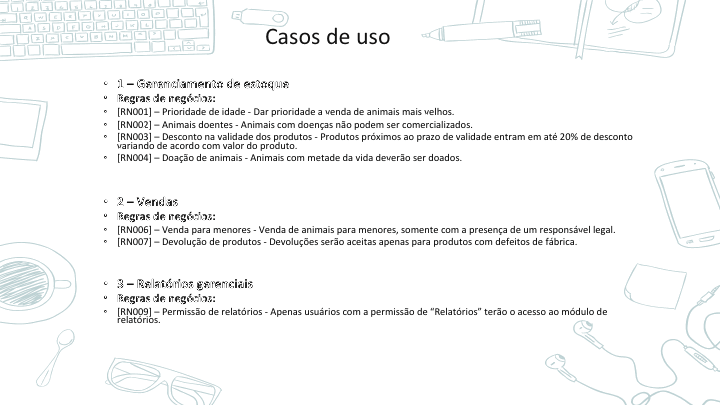 Casos de uso
• 1 – Garanciamento de estoqua
• Regras de negócios:
• [RN001] – Prioridade de idade - Dar prioridade a venda de animais mais velhos.
• [RN002] – Animais doentes - Animais com doenças não podem ser comercializados.
• [RN003] – Desconto na validade dos produtos - Produtos próximos ao prazo de validade entram em até 20% de desconto
variando de acordo com valor do produto.
• [RN004] – Doação de animais - Animais com metade da vida deverão ser doados.
• 2 – Vendas
• Regras de negócios:
• [RN006] – Venda para menores - Venda de animais para menores, somente com a presença de um responsável legal.
• [RN007] – Devolução de produtos - Devoluções serão aceitas apenas para produtos com defeitos de fábrica.
• 3 – Relatórios garenciais
• Regras de negócios:
• [RN009] – Permissão de relatórios - Apenas usuários com a permissão de “Relatórios” terão o acesso ao módulo de
relatórios.